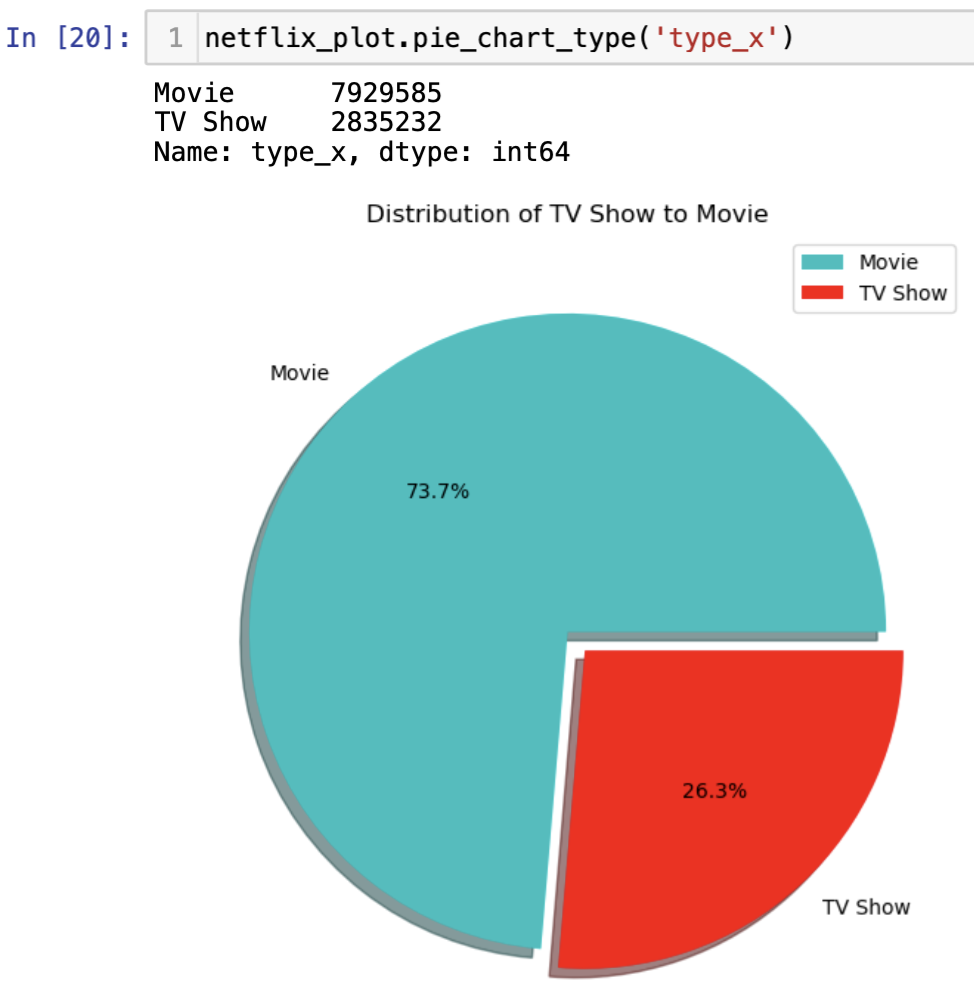 In [20]: 1 netflix_plot.pie_chart_type('type_x')
Movie 7929585
TV Show 2835232
Name: type_x, dtype: int64
Distribution of TV Show to Movie
Movie
TV Show
Movie
73.7%
26.3%
TV Show